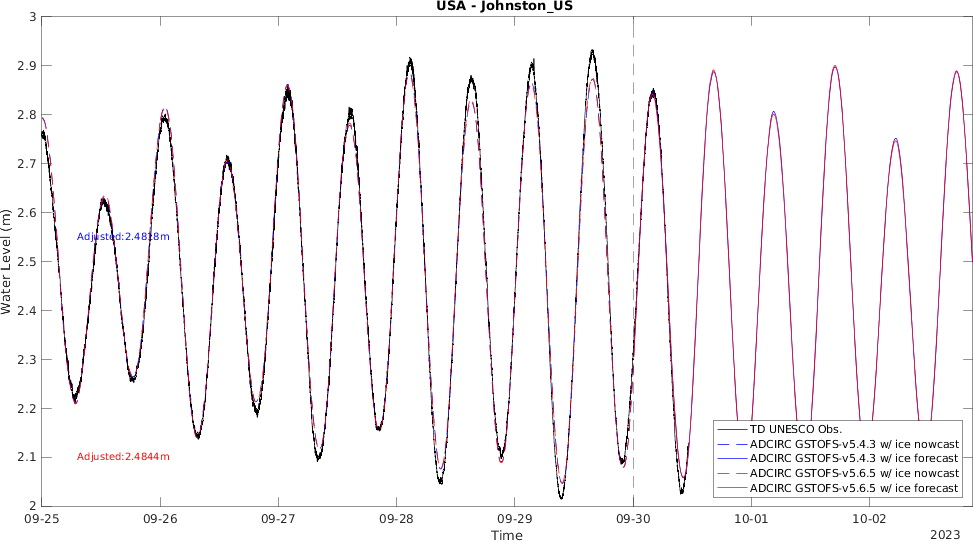 USA - Johnston_US
3
2.9
2.8
2.7
2.6
2.5
2.4
2.3
2.2
2.1
2
Water Level (m)
Adjusted:2.4828m
Adjusted:2.4844m
TD UNESCO Obs.
ADCIRC GSTOFS-v5.4.3 w/ ice nowcast
ADCIRC GSTOFS-v5.4.3 w/ ice forecast
ADCIRC GSTOFS-v5.6.5 w/ ice nowcast
ADCIRC GSTOFS-v5.6.5 w/ ice forecast
09-25 09-26 09-27 09-28 09-29 09-30 10-01 10-02
Time
2023